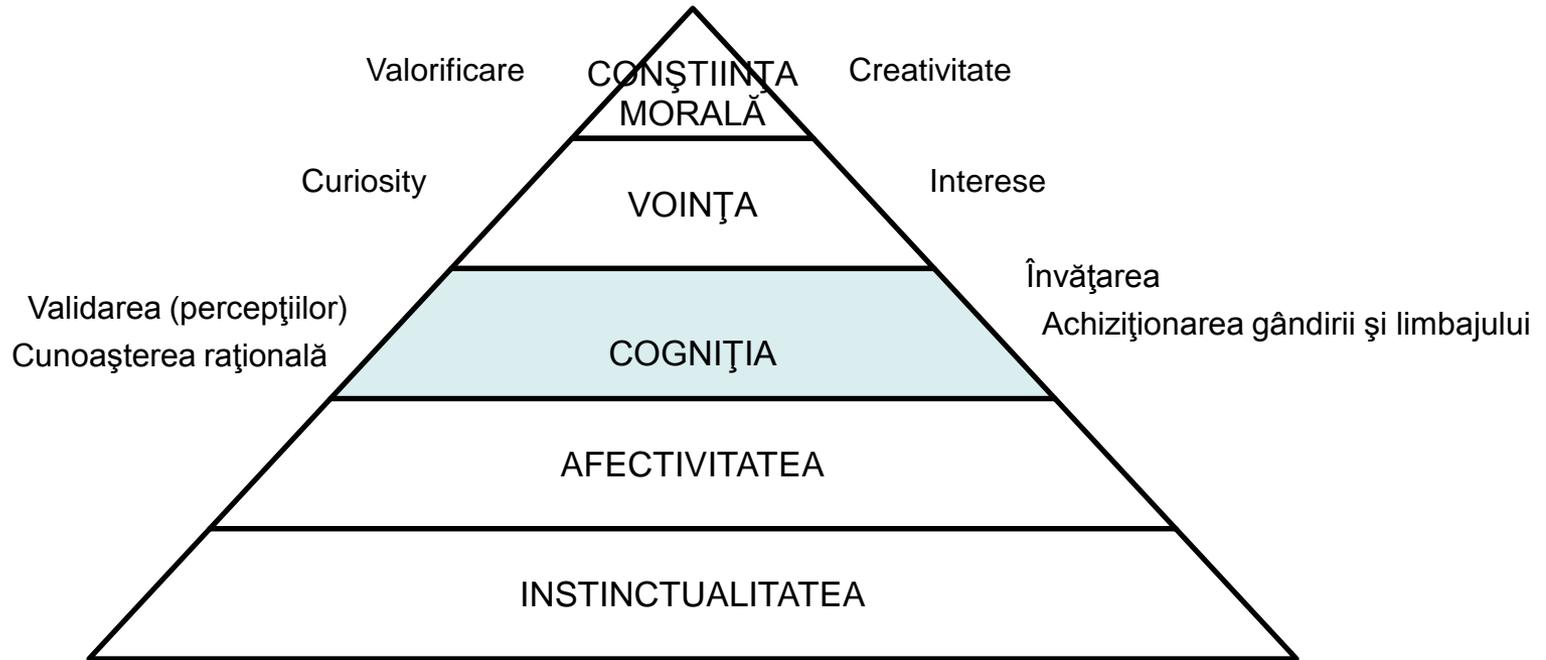 Valorificare
CONŞTIINŢA
MORALĂ
Creativitate
Curiosity
VOINŢA
Interese
Validarea (percepţiilor)
Cunoaşterea raţională
COGNIŢIA
Învăţarea
Achiziţionarea gândirii şi limbajului
AFECTIVITATEA
INSTINCTUALITATEA